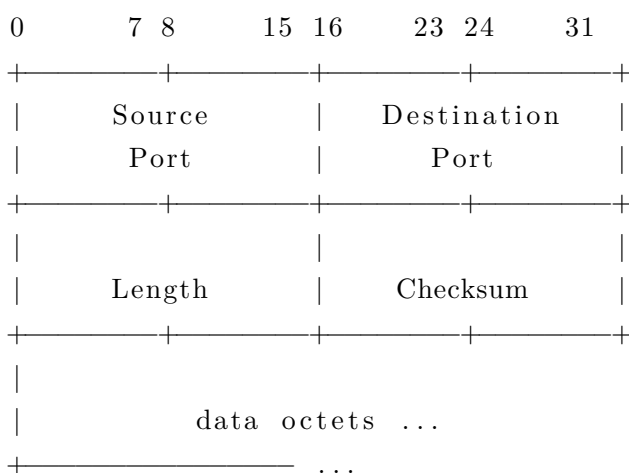 0 7 8 15 16 23 24 31
Source Destination
Port Port
Length Checksum
data octets ...
...